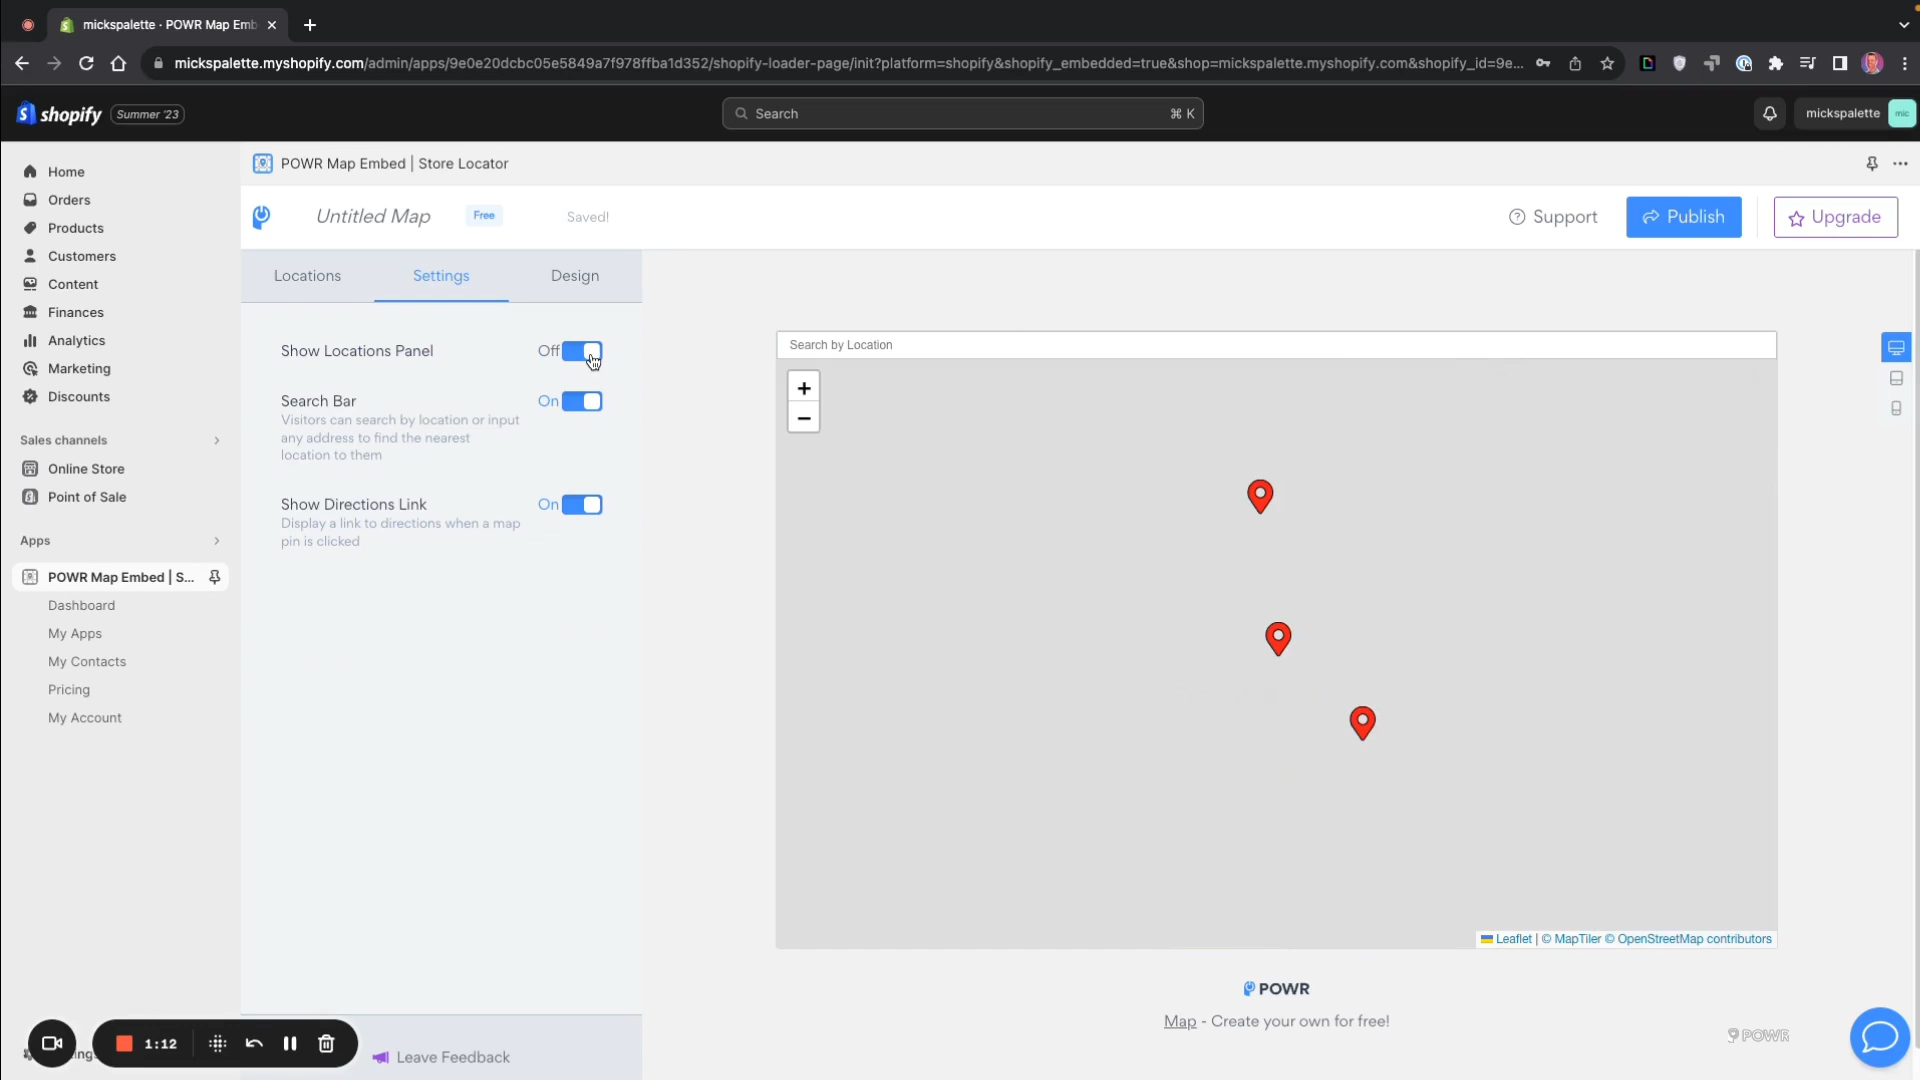 mickspalette · POWR Map Emb
mickspalette.myshopify.com/admin/apps/9e0e20dcbc05e5849a7f978ffba1d352/shopify-loader-page/init?platform=shopify&shopify_embedded=true&shop=mickspalette.myshopify.com&shopify_id=9e...
shopify Summer '23
Search ⌘ K
mickspalette mic
Home
Orders
Products
Customers
Content
Finances
Analytics
Marketing
Discounts
Sales channels
Online Store
Point of Sale
Apps
POWR Map Embed | S...
Dashboard
My Apps
My Contacts
Pricing
My Account
POWR Map Embed | Store Locator
Untitled Map Free Saved!
Support Publish Upgrade
Locations Settings Design
Show Locations Panel Off
Search Bar On
Visitors can search by location or input
any address to find the nearest
location to them
Show Directions Link On
Display a link to directions when a map
pin is clicked
Search by Location
+
−
Leaflet | © MapTiler © OpenStreetMap contributors
POWR
Map - Create your own for free!
POWR
1:12
Leave Feedback